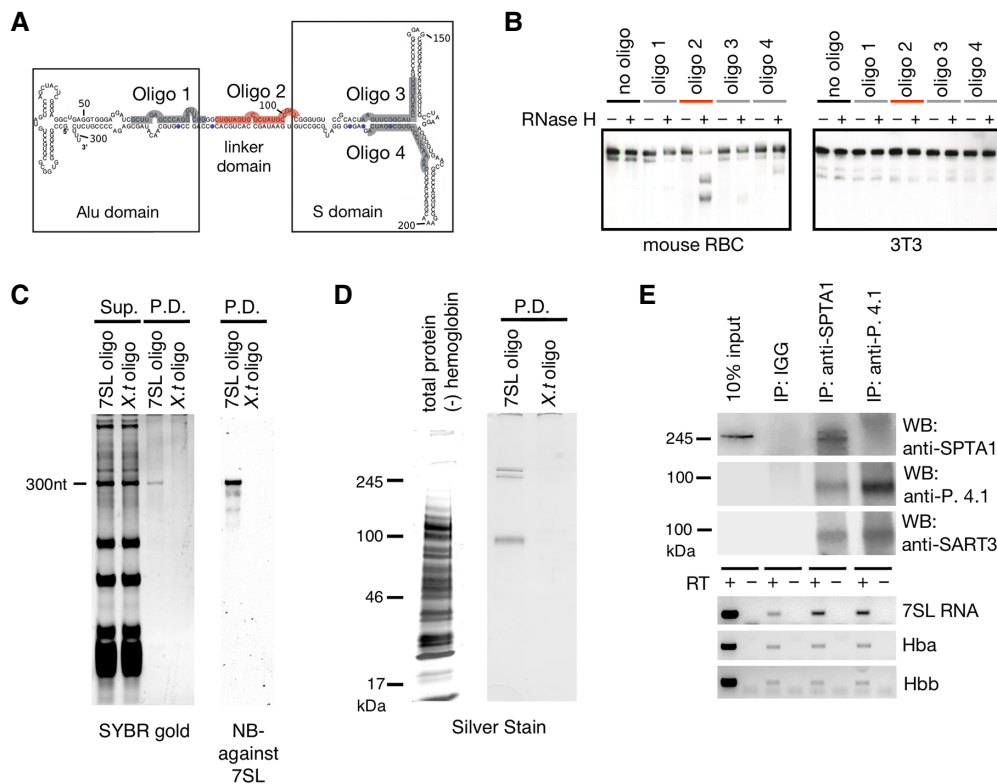 A
50
Oligo 1
Oligo 2
100
Oligo 3
150
Oligo 4
300
3'
linker
domain
Alu domain
S domain
200
B
no oligo
oligo 1
oligo 2
oligo 3
oligo 4
no oligo
oligo 1
oligo 2
oligo 3
oligo 4
RNase H − + − + − + − + − + − + − + − + − + − +
mouse RBC
3T3
C
Sup. P.D. P.D.
7SL oligo
X.t oligo
7SL oligo
X.t oligo
7SL oligo
X.t oligo
300nt
SYBR gold
NB-
against
7SL
D
total protein
(-) hemoglobin
P.D.
7SL oligo
X.t oligo
245
100
46
17
kDa
Silver Stain
E
10% input
IP: IGG
IP: anti-SPTA1
IP: anti-P. 4.1
245
WB:
anti-SPTA1
100
WB:
anti-P. 4.1
100
kDa
WB:
anti-SART3
RT + − + − + − + −
7SL RNA
Hba
Hbb